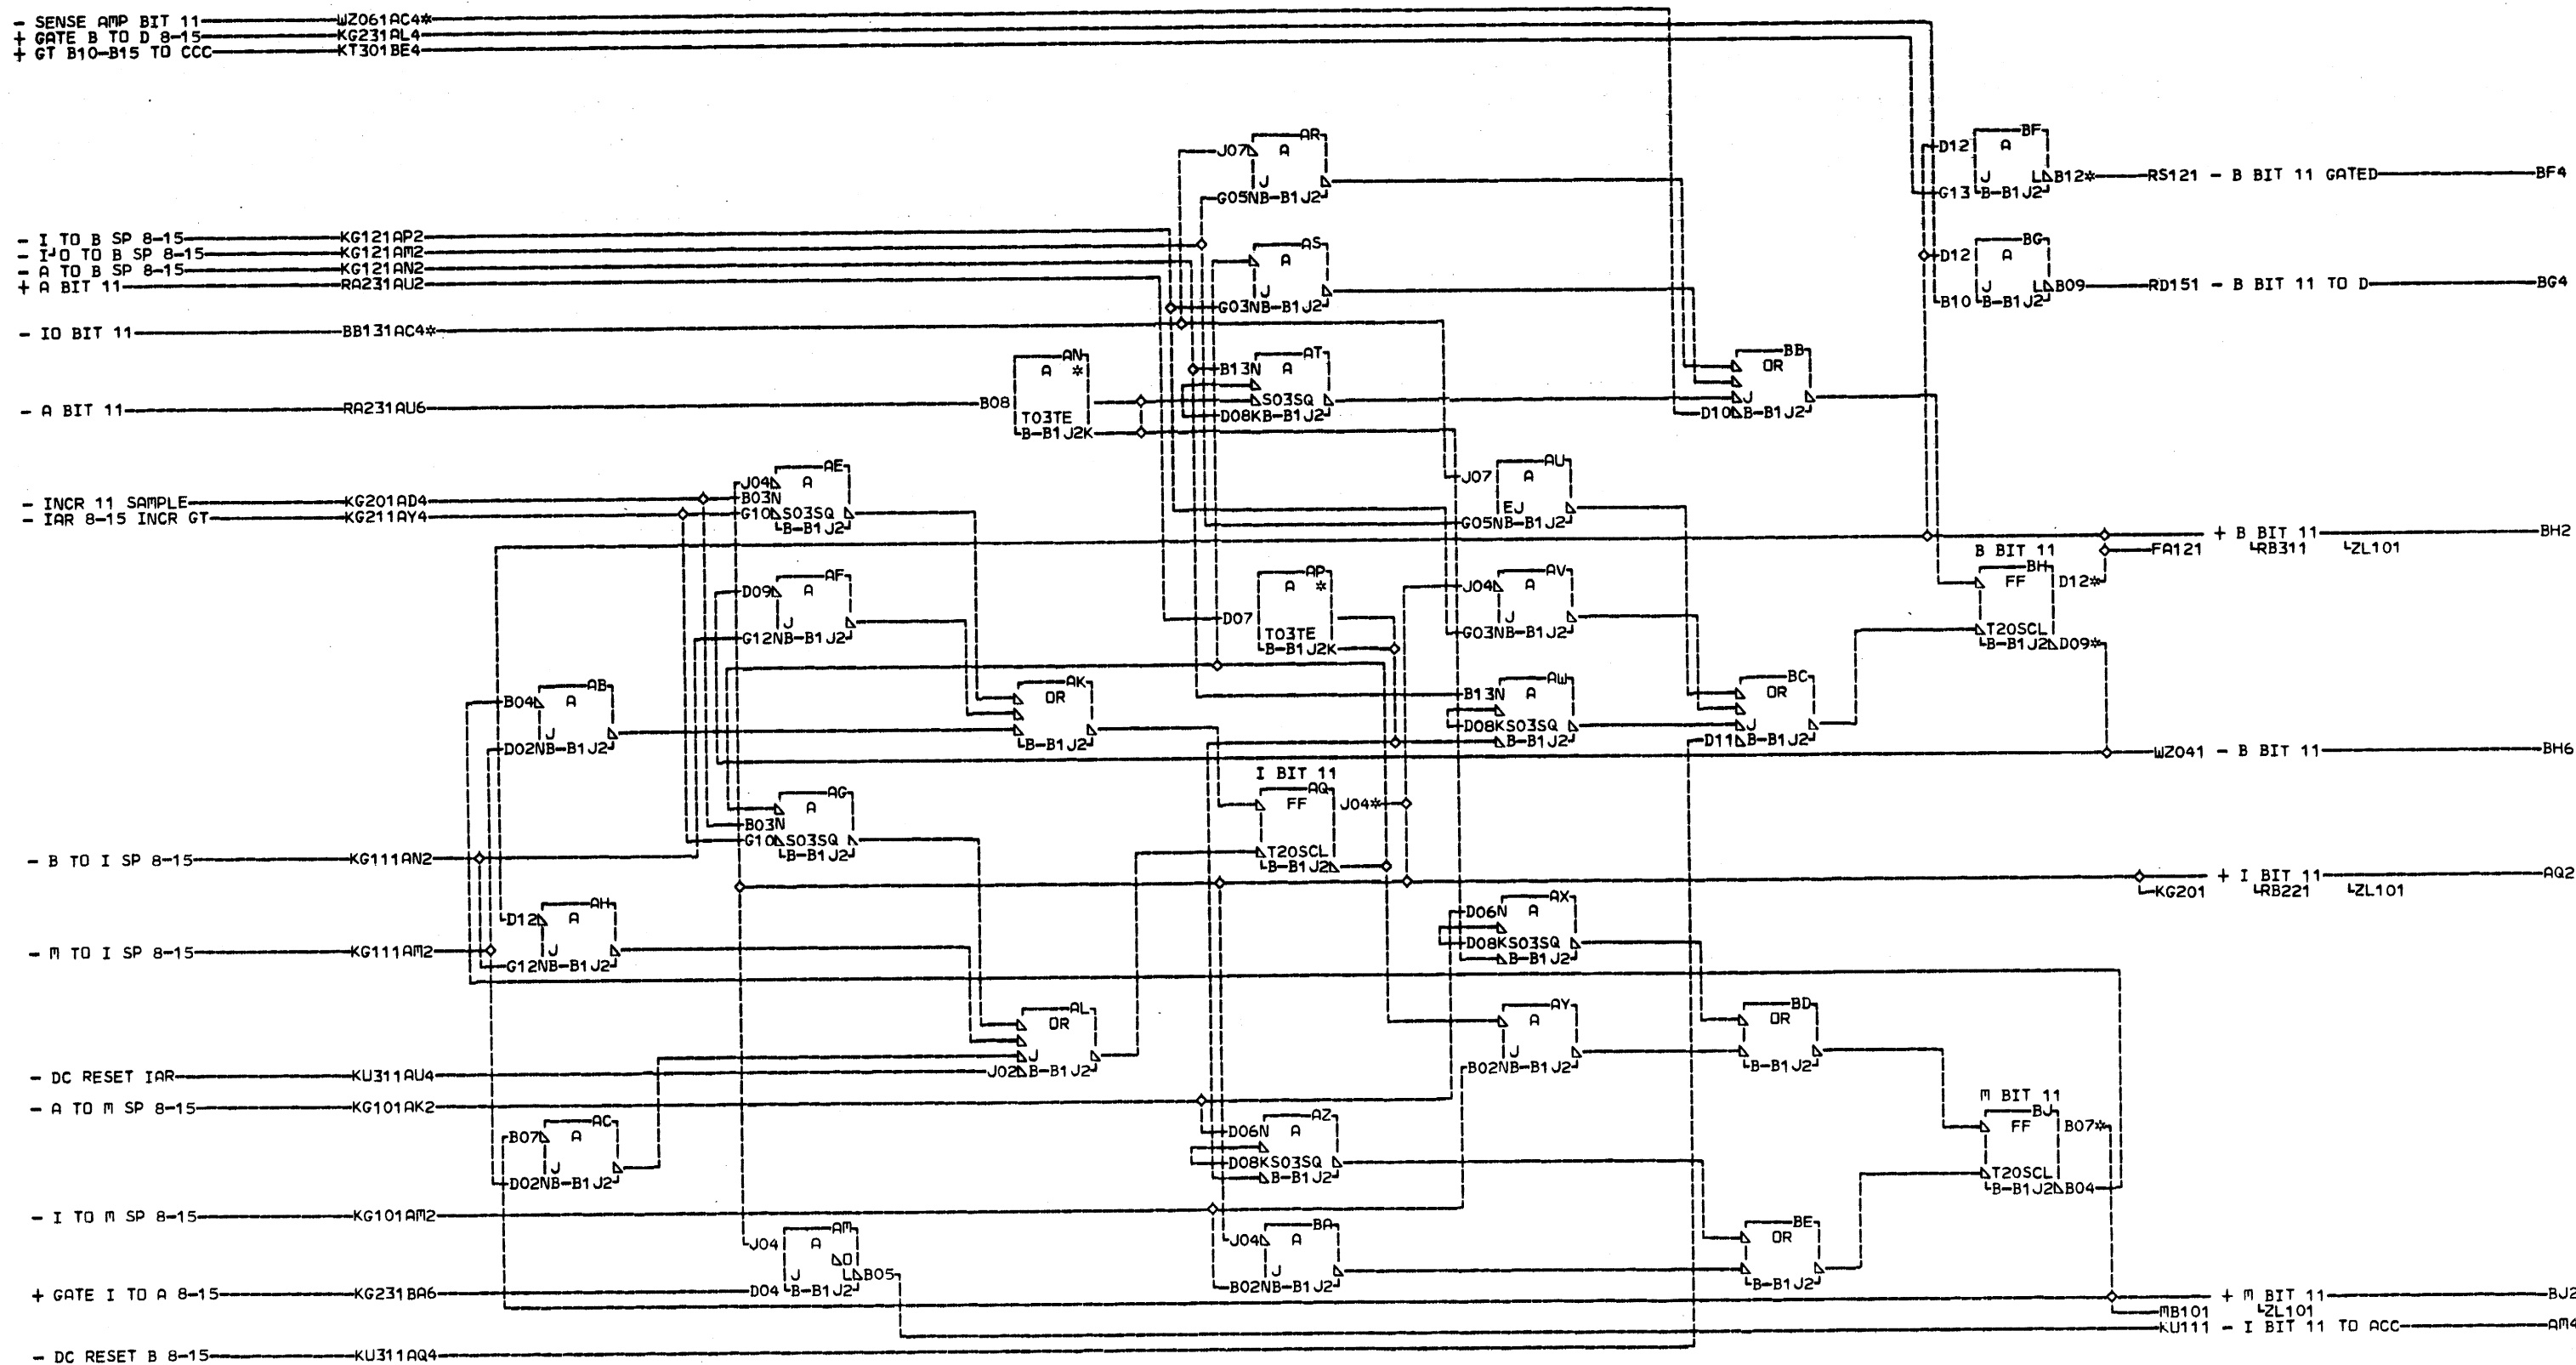 - SENSE AMP BIT 11 WZ061AC4*
+ GATE B TO D 8-15 KG231AL4
+ GT B10-B15 TO CCC KT301BE4
AR
J07 A
J
G05NB-B1J2
BF
D12 A
J L B12* RS121 - B BIT 11 GATED BF4
G13 B-B1J2
- I TO B SP 8-15 KG121AP2
- I-O TO B SP 8-15 KG121AM2
- A TO B SP 8-15 KG121AN2
+ A BIT 11 RA231AU2
AS
A
J
G03NB-B1J2
BG
D12 A
J L B09 RD151 - B BIT 11 TO D BG4
B10 B-B1J2
- IO BIT 11 BB131AC4*
AN
A *
T03TE
B-B1J2K
AT
B13N A
S03SQ
D08KB-B1J2
BB
OR
J
D10 B-B1J2
- A BIT 11 RA231AU6 B08
AE
J04 A
B03N
G10 S03SQ
B-B1J2
AU
J07 A
EJ
G05NB-B1J2
- INCR 11 SAMPLE KG201AD4
- IAR 8-15 INCR GT KG211AY4
+ B BIT 11 BH2
FA121 RB311 ZL101
B BIT 11
BH
FF D12*
T20SCL
B-B1J2 D09*
AF
D09 A
J
G12NB-B1J2
AP
A *
D07
T03TE
B-B1J2K
AV
J04 A
J
G03NB-B1J2
AB
B04 A
J
D02NB-B1J2
AK
OR
B-B1J2
AW
B13N A
D08KS03SQ
B-B1J2
BC
OR
J
D11 B-B1J2
WZ041 - B BIT 11 BH6
AG
A
B03N
G10 S03SQ
B-B1J2
I BIT 11
AQ
FF J04*
T20SCL
B-B1J2
- B TO I SP 8-15 KG111AN2
+ I BIT 11 AQ2
KG201 RB221 ZL101
AH
D12 A
J
G12NB-B1J2
AX
D06N A
D08KS03SQ
B-B1J2
- M TO I SP 8-15 KG111AM2
AL
OR
J
J02 B-B1J2
AY
A
J
B02NB-B1J2
BD
OR
B-B1J2
- DC RESET IAR KU311AU4
- A TO M SP 8-15 KG101AK2
AC
B07 A
J
D02NB-B1J2
AZ
D06N A
D08KS03SQ
B-B1J2
M BIT 11
BJ
FF B07*
T20SCL
B-B1J2 B04
- I TO M SP 8-15 KG101AM2
AM
J04 A
O
J L B05
D04 B-B1J2
BA
J04 A
J
B02NB-B1J2
BE
OR
B-B1J2
+ GATE I TO A 8-15 KG231BA6
+ M BIT 11 BJ2
MB101 ZL101
KU111 - I BIT 11 TO ACC AM4
- DC RESET B 8-15 KU311AQ4